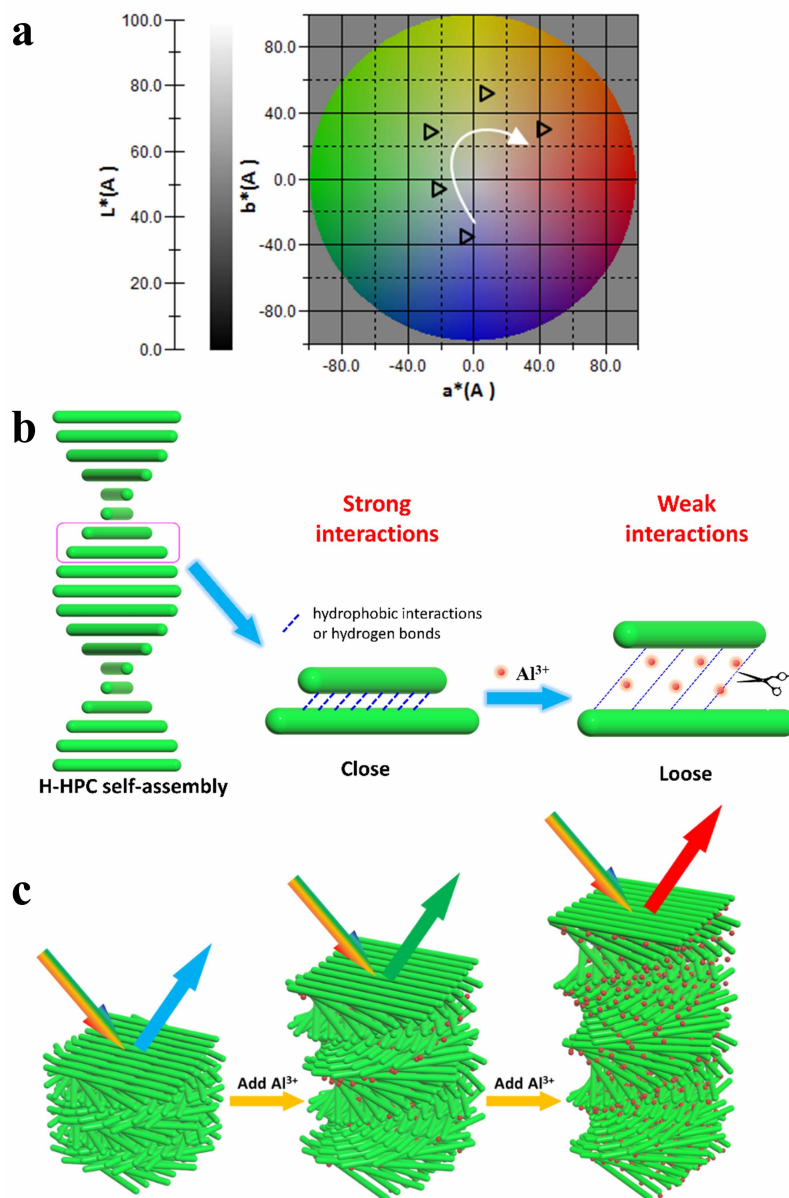 a
100.0
80.0
60.0
40.0
20.0
0.0
L*(A )
80.0
40.0
0.0
-40.0
-80.0
b*(A )
-80.0
-40.0
0.0
40.0
80.0
a*(A )
b
Strong
interactions
Weak
interactions
hydrophobic interactions
or hydrogen bonds
Al³⁺
Close
Loose
H-HPC self-assembly
c
Add Al³⁺
Add Al³⁺